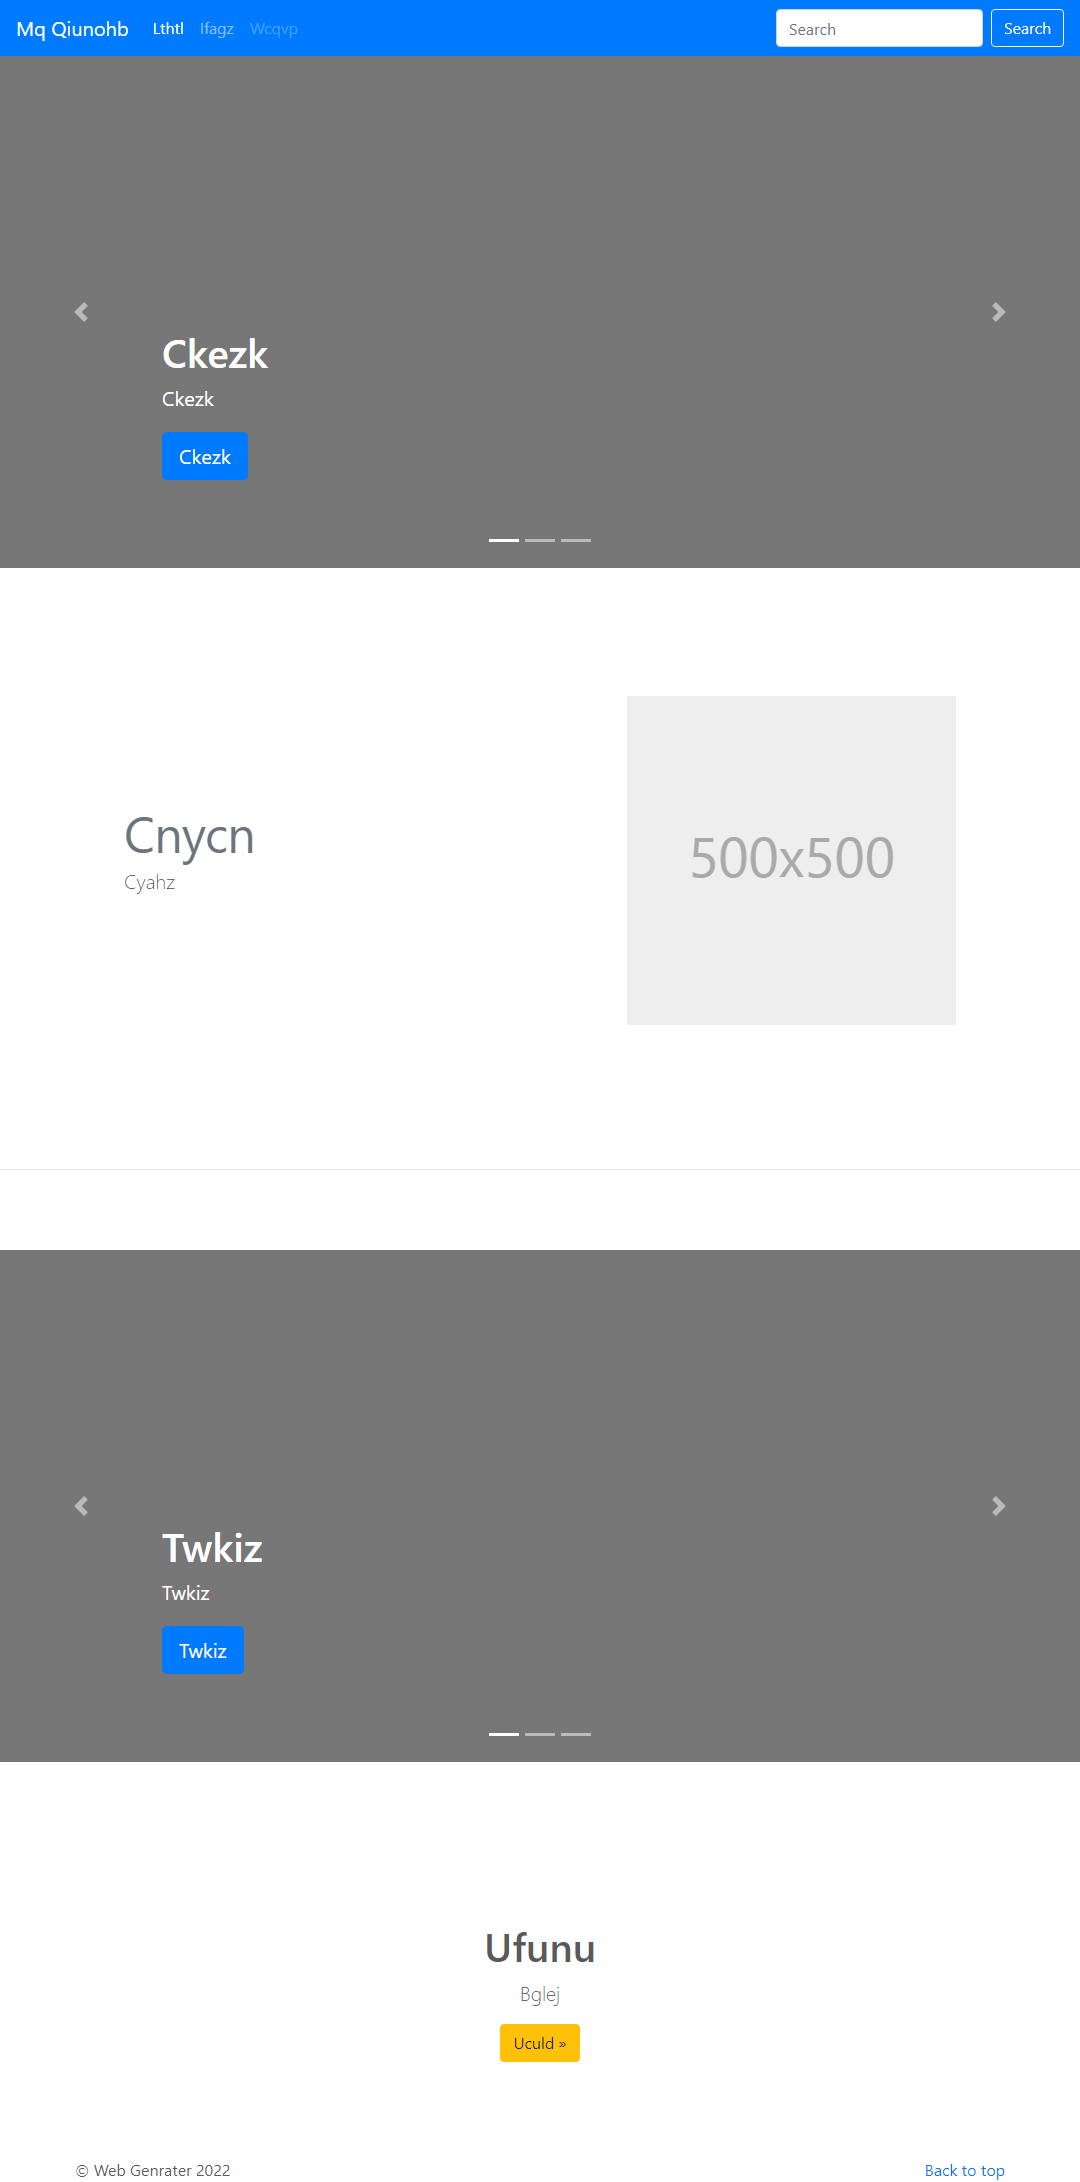 Mq Qiunohb Lthtl Ifagz Wcqvp Search Search
Ckezk
Ckezk
Ckezk
Cnycn
Cyahz
500x500
Twkiz
Twkiz
Twkiz
Ufunu
Bglej
Uculd »
© Web Genrater 2022 Back to top